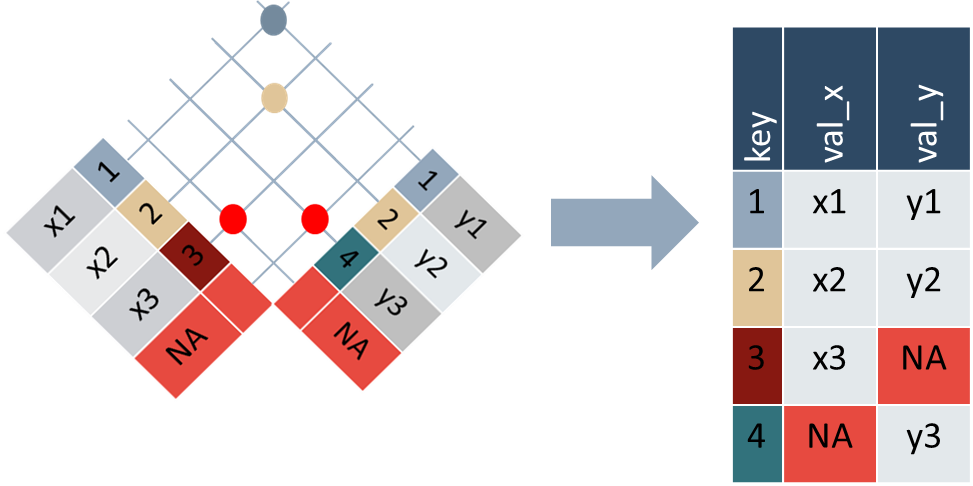 1
x1
2
x2
3
x3
NA
1
y1
2
y2
4
y3
NA
key val_x val_y
1 x1 y1
2 x2 y2
3 x3 NA
4 NA y3